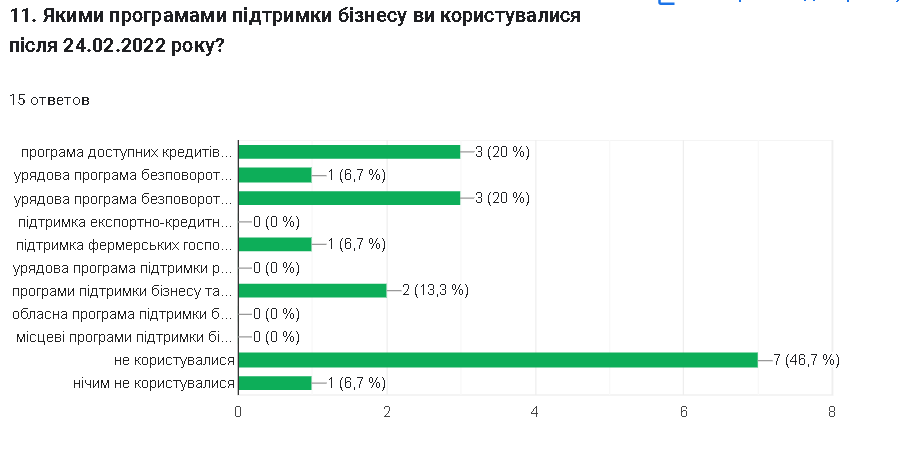 11. Якими програмами підтримки бізнесу ви користувалися
після 24.02.2022 року?
15 ответов
програма доступних кредитів... 3 (20 %)
урядова програма безповорот... 1 (6,7 %)
урядова програма безповорот... 3 (20 %)
підтримка експортно-кредитн... 0 (0 %)
підтримка фермерських госпо... 1 (6,7 %)
урядова програма підтримки р... 0 (0 %)
програми підтримки бізнесу та... 2 (13,3 %)
обласна програма підтримки б... 0 (0 %)
місцеві програми підтримки бі... 0 (0 %)
не користувалися 7 (46,7 %)
нічим не користувалися 1 (6,7 %)
0 2 4 6 8